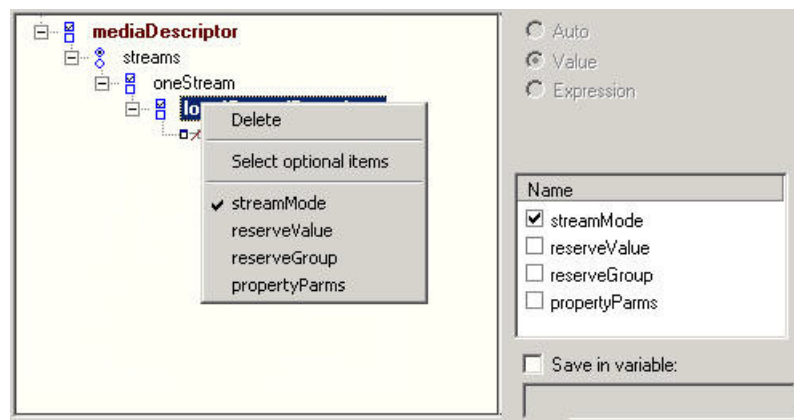 mediaDescriptor
streams
oneStream
Delete
Select optional items
streamMode
reserveValue
reserveGroup
propertyParms
Auto
Value
Expression
Name
streamMode
reserveValue
reserveGroup
propertyParms
Save in variable: